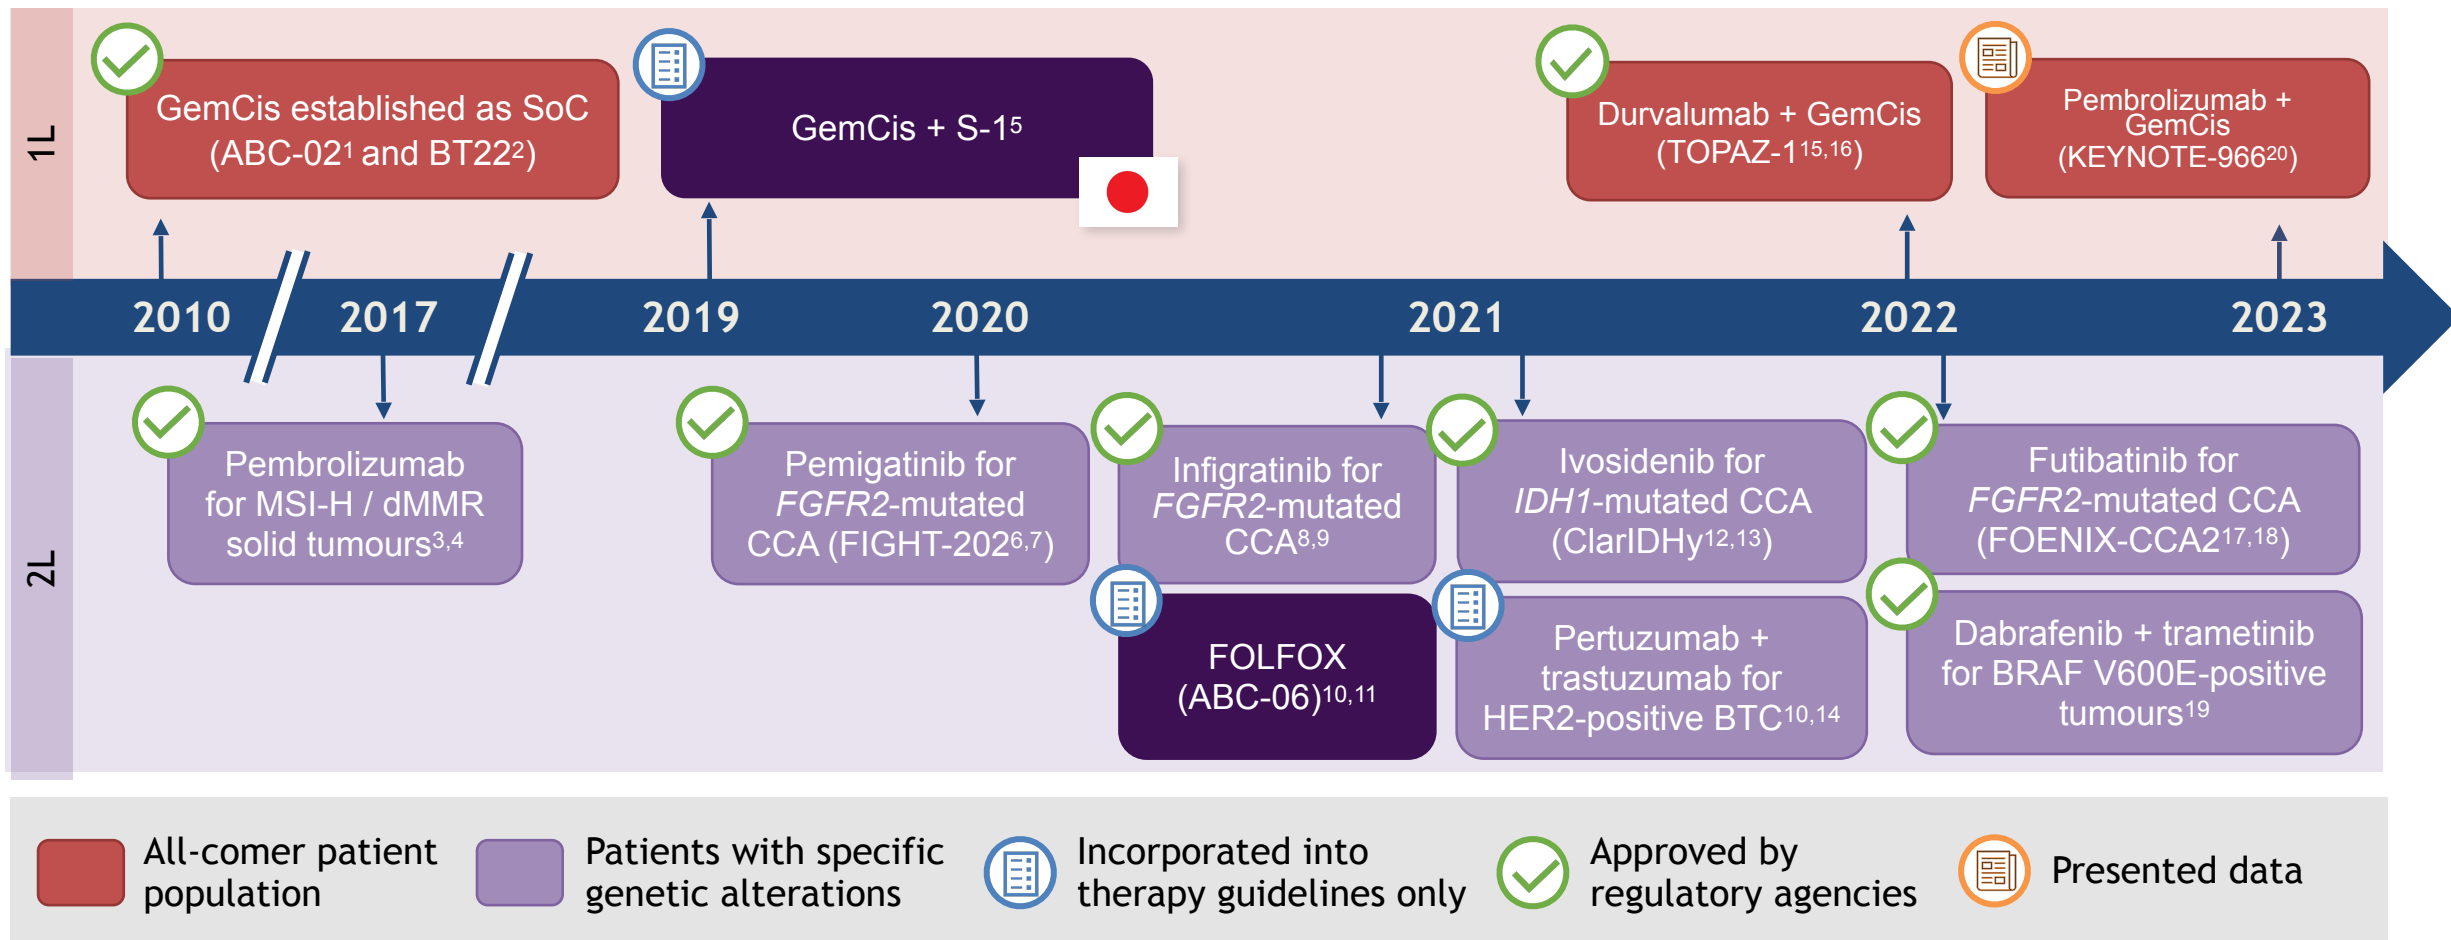 1L
GemCis established as SoC
(ABC-02¹ and BT22²)
GemCis + S-1⁵
Durvalumab + GemCis
(TOPAZ-1¹⁵,¹⁶)
Pembrolizumab +
GemCis
(KEYNOTE-966²⁰)
2010
2017
2019
2020
2021
2022
2023
2L
Pembrolizumab
for MSI-H / dMMR
solid tumours³,⁴
Pemigatinib for
FGFR2-mutated
CCA (FIGHT-202⁶,⁷)
Infigratinib for
FGFR2-mutated
CCA⁸,⁹
Ivosidenib for
IDH1-mutated CCA
(ClarIDHy¹²,¹³)
Futibatinib for
FGFR2-mutated CCA
(FOENIX-CCA2¹⁷,¹⁸)
FOLFOX
(ABC-06)¹⁰,¹¹
Pertuzumab +
trastuzumab for
HER2-positive BTC¹⁰,¹⁴
Dabrafenib + trametinib
for BRAF V600E-positive
tumours¹⁹
All-comer patient
population
Patients with specific
genetic alterations
Incorporated into
therapy guidelines only
Approved by
regulatory agencies
Presented data